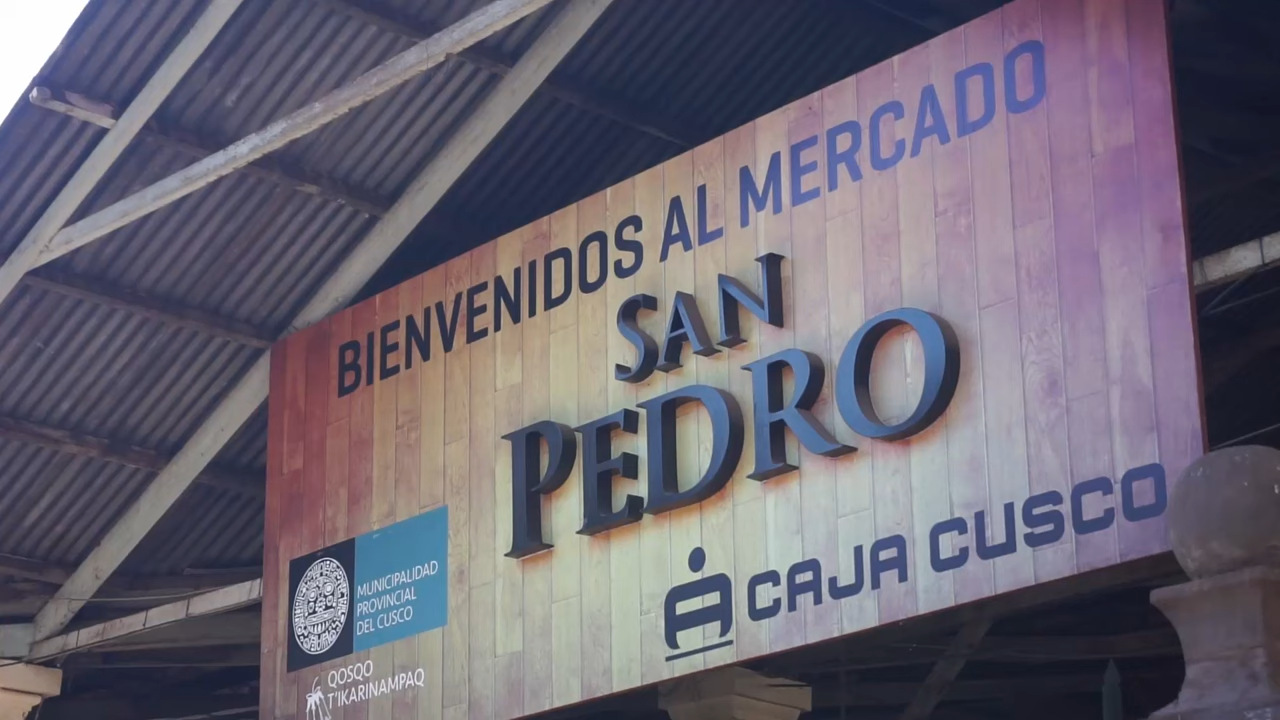 BIENVENIDOS AL MERCADO
SAN
PEDRO
CAJA CUSCO
MUNICIPALIDAD
PROVINCIAL
DEL CUSCO
QOSQO
T'IKARINAMPAQ